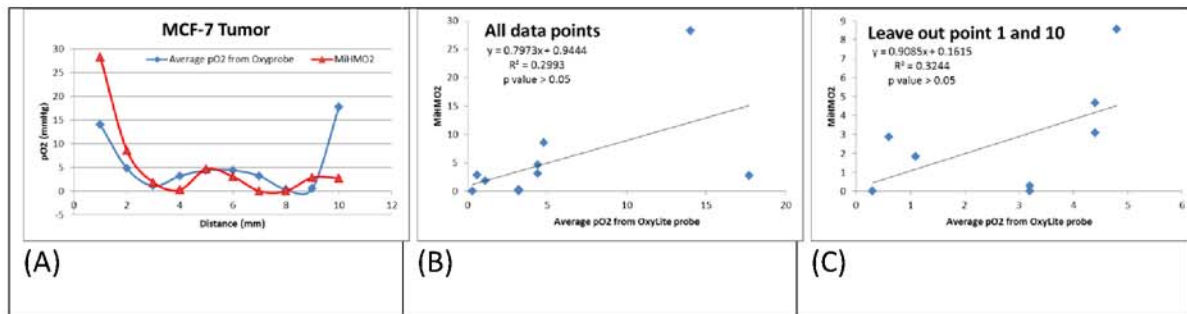 MCF-7 Tumor
Average pO2 from Oxyprobe
MiHMO2
30
25
20
15
10
5
0
-5
pO2 (mmHg)
0
2
4
6
8
10
12
Distance (mm)
(A)
All data points
y = 0.7973x + 0.9444
R² = 0.2993
p value > 0.05
30
25
20
15
10
5
0
MiHMO2
0
5
10
15
20
Average pO2 from OxyLite probe
(B)
Leave out point 1 and 10
y = 0.9085x + 0.1615
R² = 0.3244
p value > 0.05
9
8
7
6
5
4
3
2
1
0
MiHMO2
0
1
2
3
4
5
6
Average pO2 from OxyLite probe
(C)